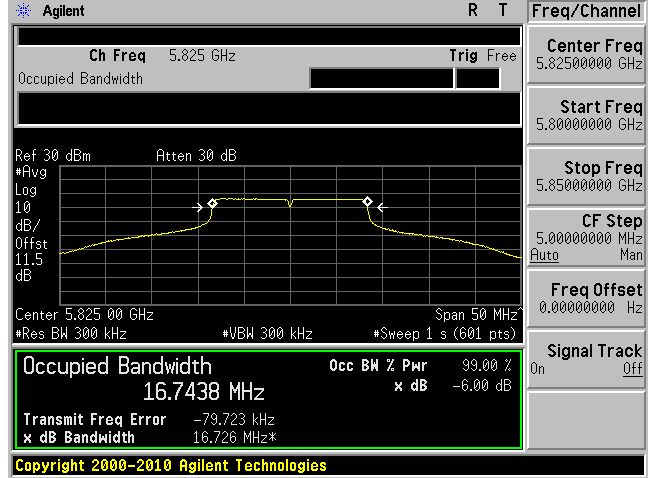 Agilent R T Freq/Channel
Ch Freq 5.825 GHz Trig Free
Occupied Bandwidth
Center Freq
5.82500000 GHz
Start Freq
5.80000000 GHz
Stop Freq
5.85000000 GHz
CF Step
5.00000000 MHz
Auto Man
Freq Offset
0.00000000 Hz
Signal Track
On Off
Ref 30 dBm Atten 30 dB
#Avg
Log
10
dB/
Offst
11.5
dB
Center 5.825 00 GHz Span 50 MHz^
#Res BW 300 kHz #VBW 300 kHz #Sweep 1 s (601 pts)
Occupied Bandwidth Occ BW % Pwr 99.00 %
16.7438 MHz x dB -6.00 dB
Transmit Freq Error -79.723 kHz
x dB Bandwidth 16.726 MHz*
Copyright 2000-2010 Agilent Technologies